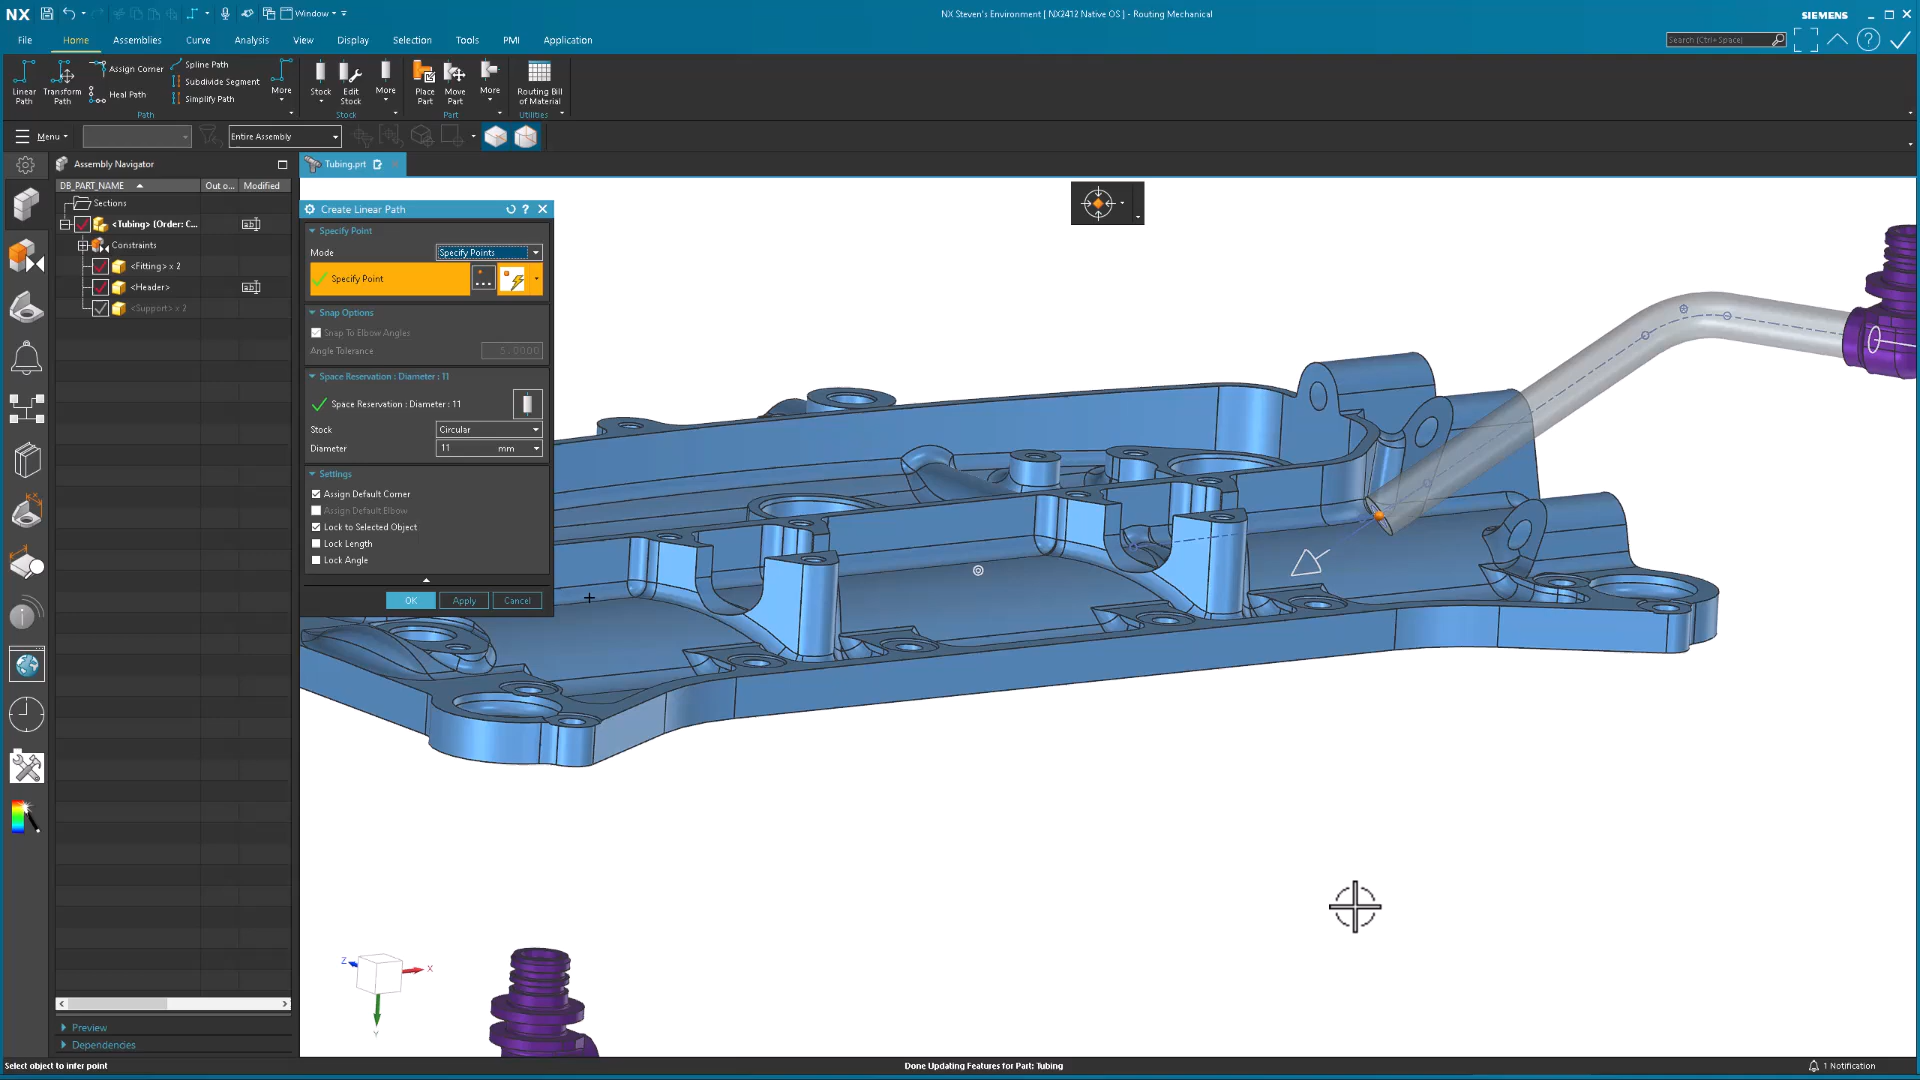 NX
Window
NX Steven's Environment [ NX2412 Native OS ] - Routing Mechanical
SIEMENS
File
Home
Assemblies
Curve
Analysis
View
Display
Selection
Tools
PMI
Application
Search (Ctrl+Space)
Linear
Path
Transform
Path
Assign Corner
Heal Path
Spline Path
Subdivide Segment
Simplify Path
More
Stock
Edit
Stock
More
Place
Part
Move
Part
More
Routing Bill
of Material
Path
Stock
Part
Utilities
Menu
Entire Assembly
Assembly Navigator
Tubing.prt
DB_PART_NAME
Out o...
Modified
Sections
<Tubing> (Order: C...
Constraints
<Fitting> x 2
<Header>
<Support> x 2
Create Linear Path
Specify Point
Mode
Specify Points
Specify Point
Snap Options
Snap To Elbow Angles
Angle Tolerance
5.0000
Space Reservation : Diameter : 11
Space Reservation : Diameter : 11
Stock
Circular
Diameter
11 mm
Settings
Assign Default Corner
Assign Default Elbow
Lock to Selected Object
Lock Length
Lock Angle
OK
Apply
Cancel
Z
X
Y
Preview
Dependencies
Select object to infer point
Done Updating Features for Part: Tubing
1 Notification